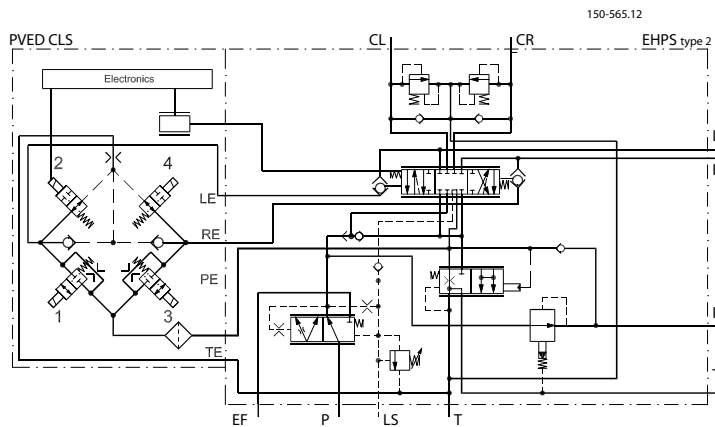 150-565.12
PVED CLS
CL
CR
EHPS type 2
Electronics
2
4
LE
RE
PE
1
3
TE
EF
P
LS
T